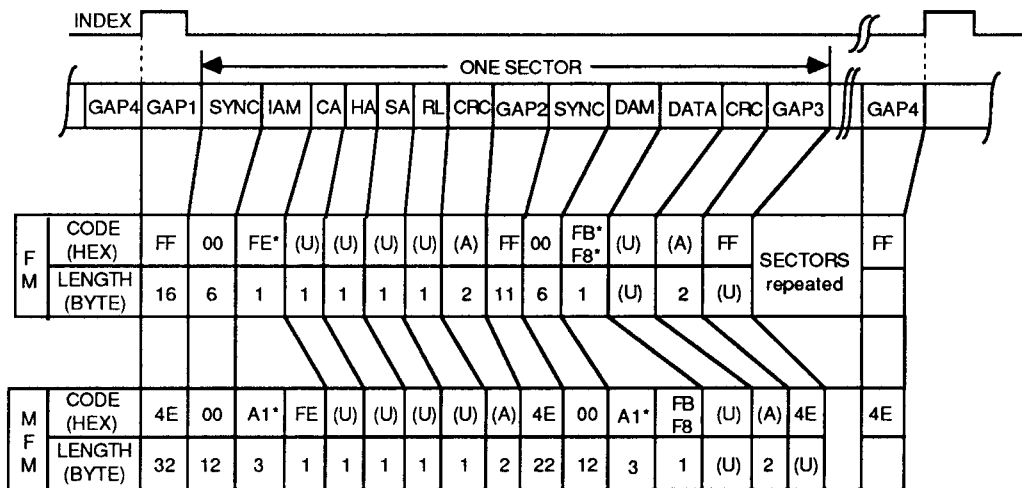 INDEX
ONE SECTOR
GAP4 GAP1 SYNC IAM CA HA SA RL CRC GAP2 SYNC DAM DATA CRC GAP3 GAP4
FM
CODE (HEX) FF 00 FE* (U) (U) (U) (U) (A) FF 00 FB* F8* (U) (A) FF SECTORS repeated FF
LENGTH (BYTE) 16 6 1 1 1 1 1 2 11 6 1 (U) 2 (U)
MFM
CODE (HEX) 4E 00 A1* FE (U) (U) (U) (U) (A) 4E 00 A1* FB F8 (U) (A) 4E 4E
LENGTH (BYTE) 32 12 3 1 1 1 1 1 2 22 12 3 1 (U) 2 (U)